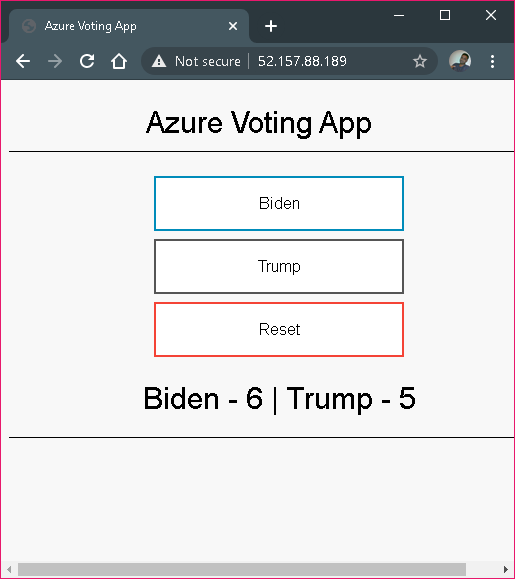 Azure Voting App
Not secure | 52.157.88.189
Azure Voting App
Biden
Trump
Reset
Biden - 6 | Trump - 5